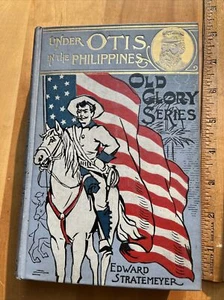 UNDER OTIS
IN THE PHILIPPINES
OLD GLORY
SERIES
EDWARD
STRATEMEYER